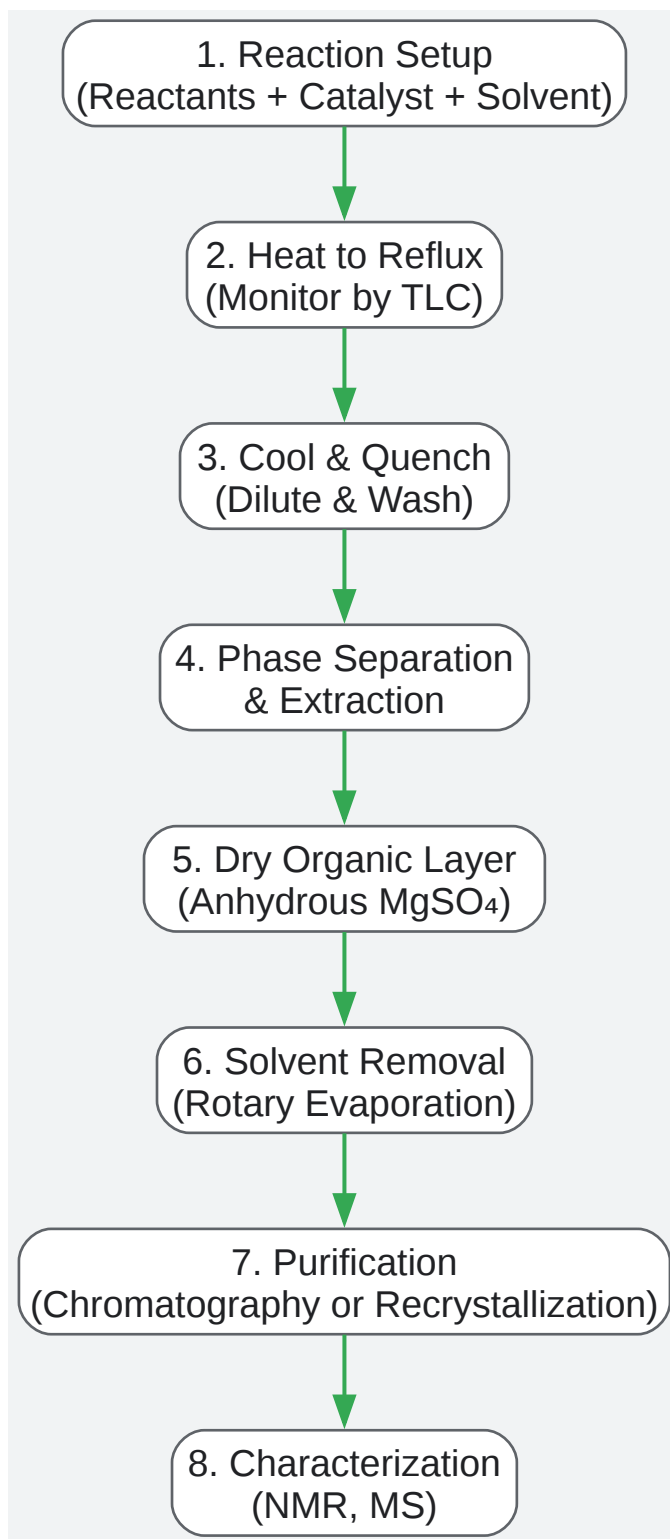 1. Reaction Setup
(Reactants + Catalyst + Solvent)
2. Heat to Reflux
(Monitor by TLC)
3. Cool & Quench
(Dilute & Wash)
4. Phase Separation
& Extraction
5. Dry Organic Layer
(Anhydrous MgSO₄)
6. Solvent Removal
(Rotary Evaporation)
7. Purification
(Chromatography or Recrystallization)
8. Characterization
(NMR, MS)